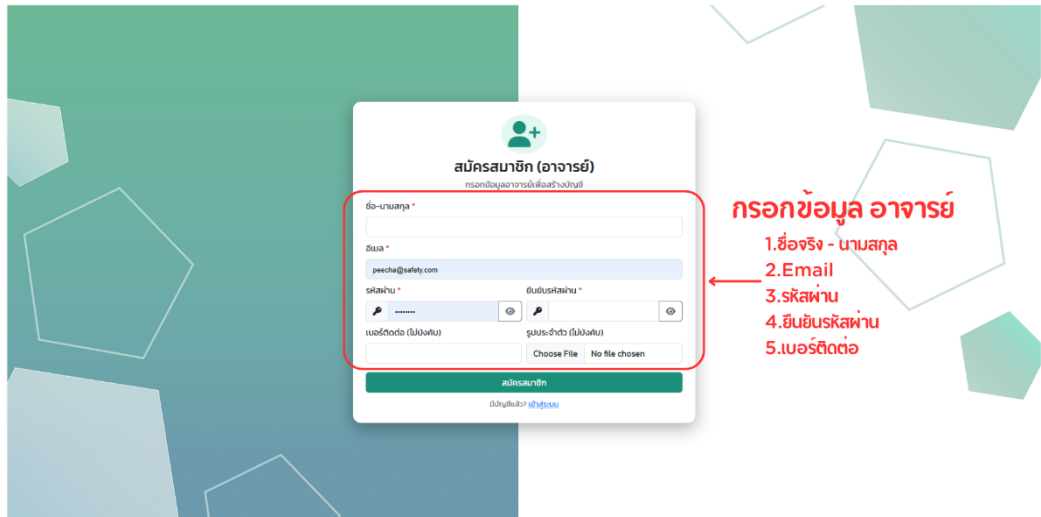 สมัครสมาชิก (อาจารย์)
กรอกข้อมูลอาจารย์เพื่อสร้างบัญชี
ชื่อ-นามสกุล *
อีเมล *
peecha@safety.com
รหัสผ่าน * ยืนยันรหัสผ่าน *
........
เบอร์ติดต่อ (ไม่บังคับ) รูปประจำตัว (ไม่บังคับ)
Choose File No file chosen
สมัครสมาชิก
มีบัญชีแล้ว? เข้าสู่ระบบ
กรอกข้อมูล อาจารย์
1.ชื่อจริง - นามสกุล
2.Email
3.รหัสผ่าน
4.ยืนยันรหัสผ่าน
5.เบอร์ติดต่อ